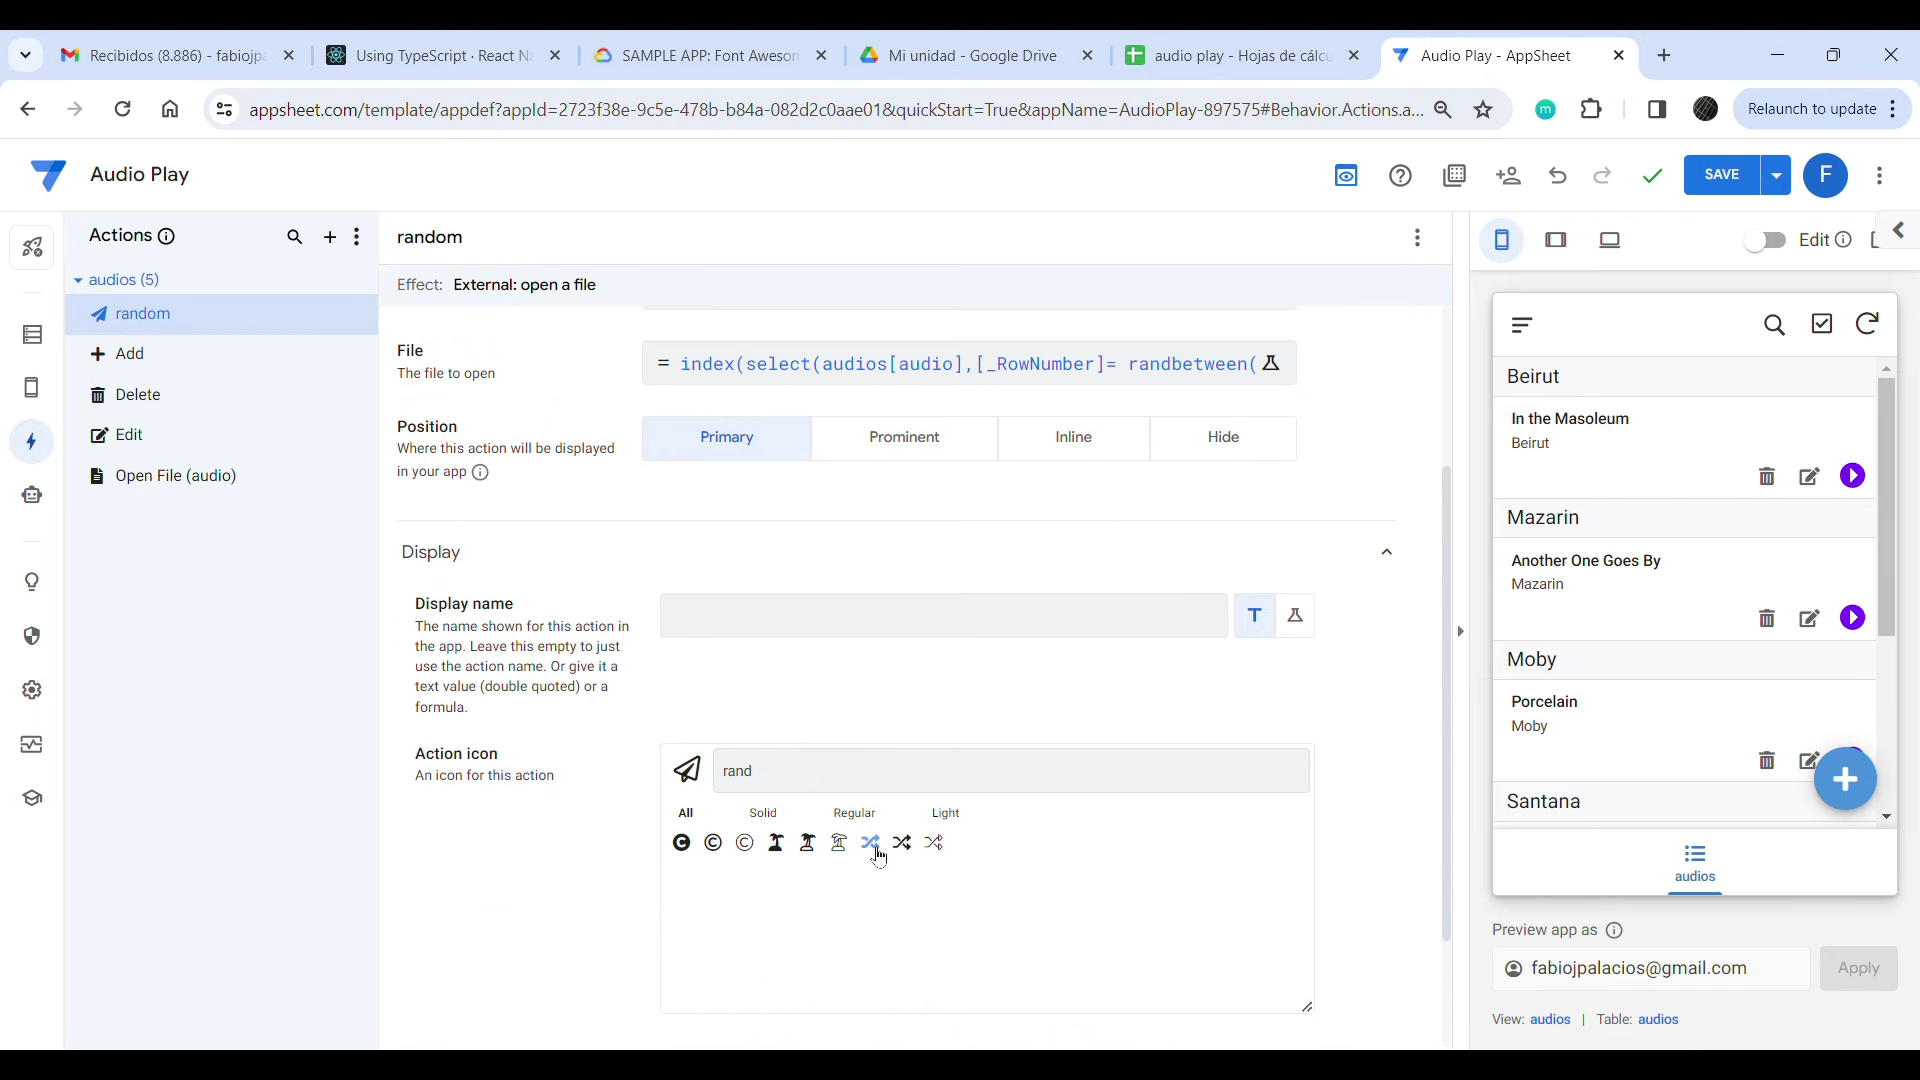 Recibidos (8.886) - fabiojp
Using TypeScript · React N
SAMPLE APP: Font Aweson
Mi unidad - Google Drive
audio play - Hojas de cálcu
Audio Play - AppSheet
appsheet.com/template/appdef?appId=2723f38e-9c5e-478b-b84a-082d2c0aae01&quickStart=True&appName=AudioPlay-897575#Behavior.Actions.a...
m
Relaunch to update
Audio Play
SAVE
F
Actions
random
Edit
Effect: External: open a file
audios (5)
random
Add
Delete
Edit
Open File (audio)
File
The file to open
= index(select(audios[audio],[_RowNumber]= randbetween(
Position
Where this action will be displayed
in your app
Primary
Prominent
Inline
Hide
Display
Display name
The name shown for this action in
the app. Leave this empty to just
use the action name. Or give it a
text value (double quoted) or a
formula.
T
Action icon
An icon for this action
rand
All
Solid
Regular
Light
Beirut
In the Masoleum
Beirut
Mazarin
Another One Goes By
Mazarin
Moby
Porcelain
Moby
Santana
audios
Preview app as
fabiojpalacios@gmail.com
Apply
View: audios | Table: audios